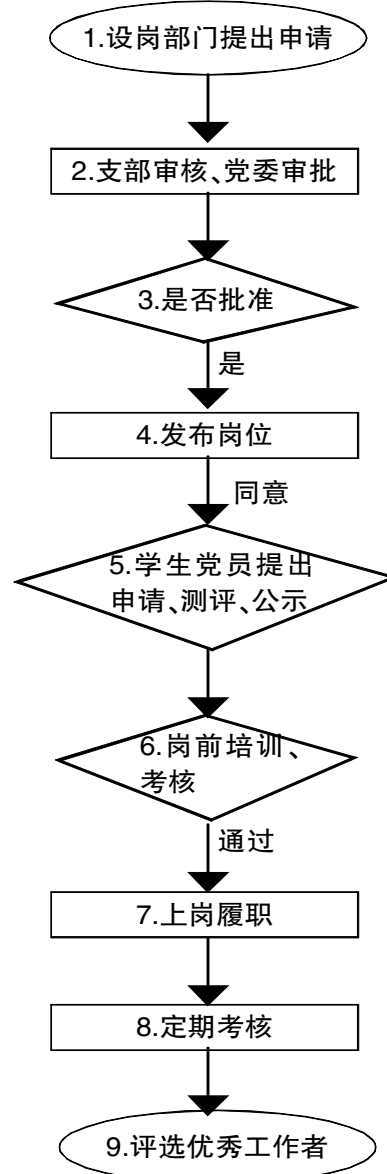 1.设岗部门提出申请
2.支部审核、党委审批
3.是否批准
是
4.发布岗位
同意
5.学生党员提出
申请、测评、公示
6.岗前培训、
考核
通过
7.上岗履职
8.定期考核
9.评选优秀工作者